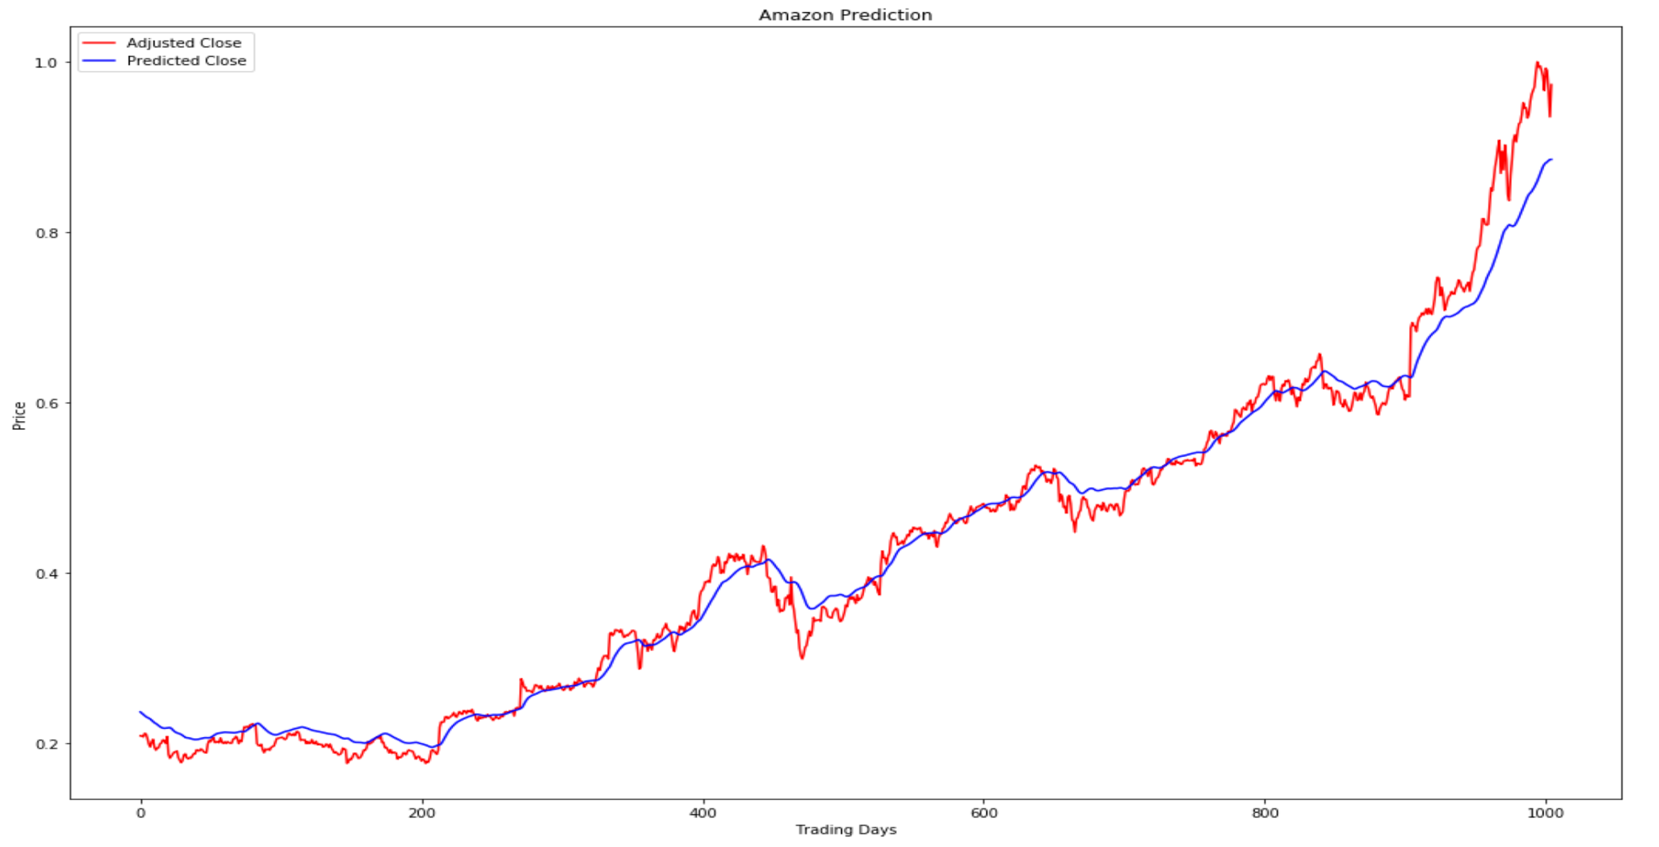 Amazon Prediction
Adjusted Close
Predicted Close
1.0
0.8
0.6
0.4
0.2
Price
0 200 400 600 800 1000
Trading Days